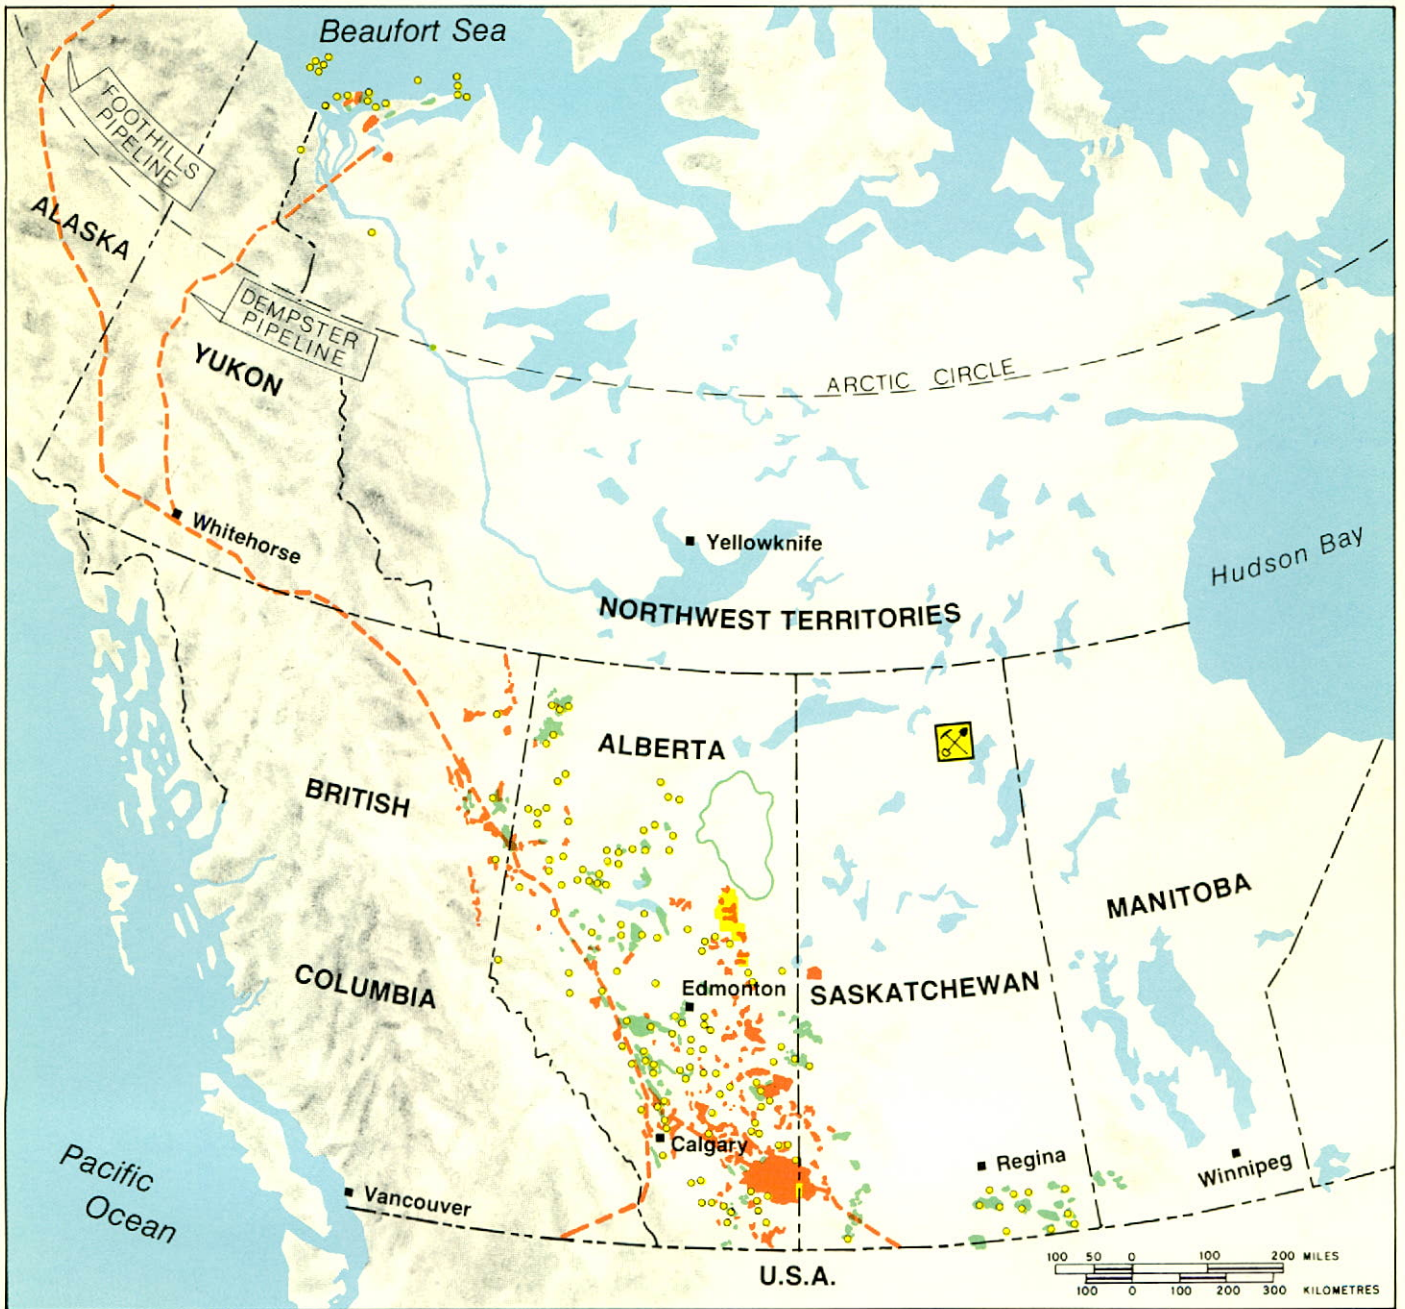 Beaufort Sea
FOOTHILLS
PIPELINE
ALASKA
DEMPSTER
PIPELINE
YUKON
ARCTIC CIRCLE
Whitehorse
Yellowknife
Hudson Bay
NORTHWEST TERRITORIES
ALBERTA
BRITISH
MANITOBA
COLUMBIA
Edmonton
SASKATCHEWAN
Calgary
Regina
Winnipeg
Pacific
Ocean
Vancouver
U.S.A.
100 50 0 100 200 MILES
100 0 100 200 300 KILOMETRES